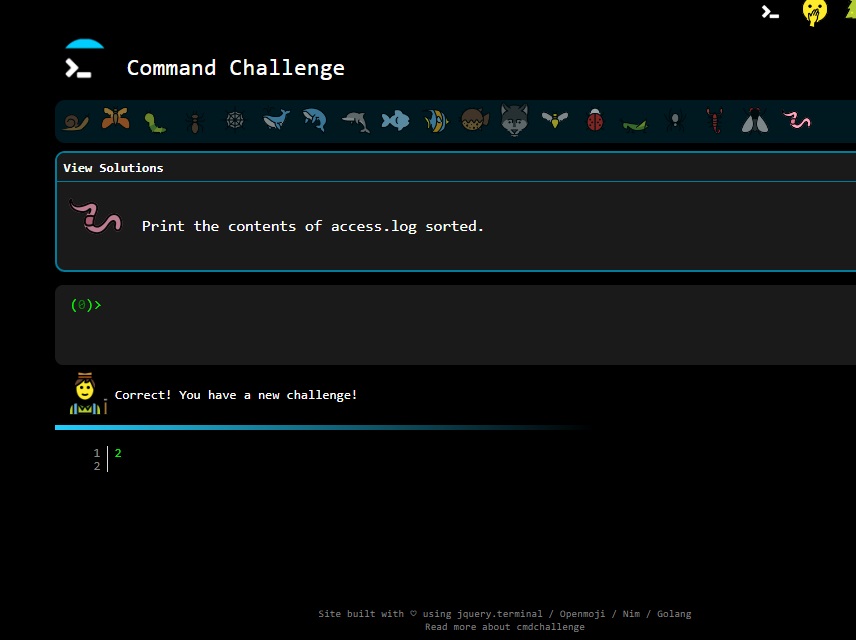 Command Challenge
View Solutions
Print the contents of access.log sorted.
(0)>
Correct! You have a new challenge!
1 2
2
Site built with ♡ using jquery.terminal / Openmoji / Nim / Golang
Read more about cmdchallenge